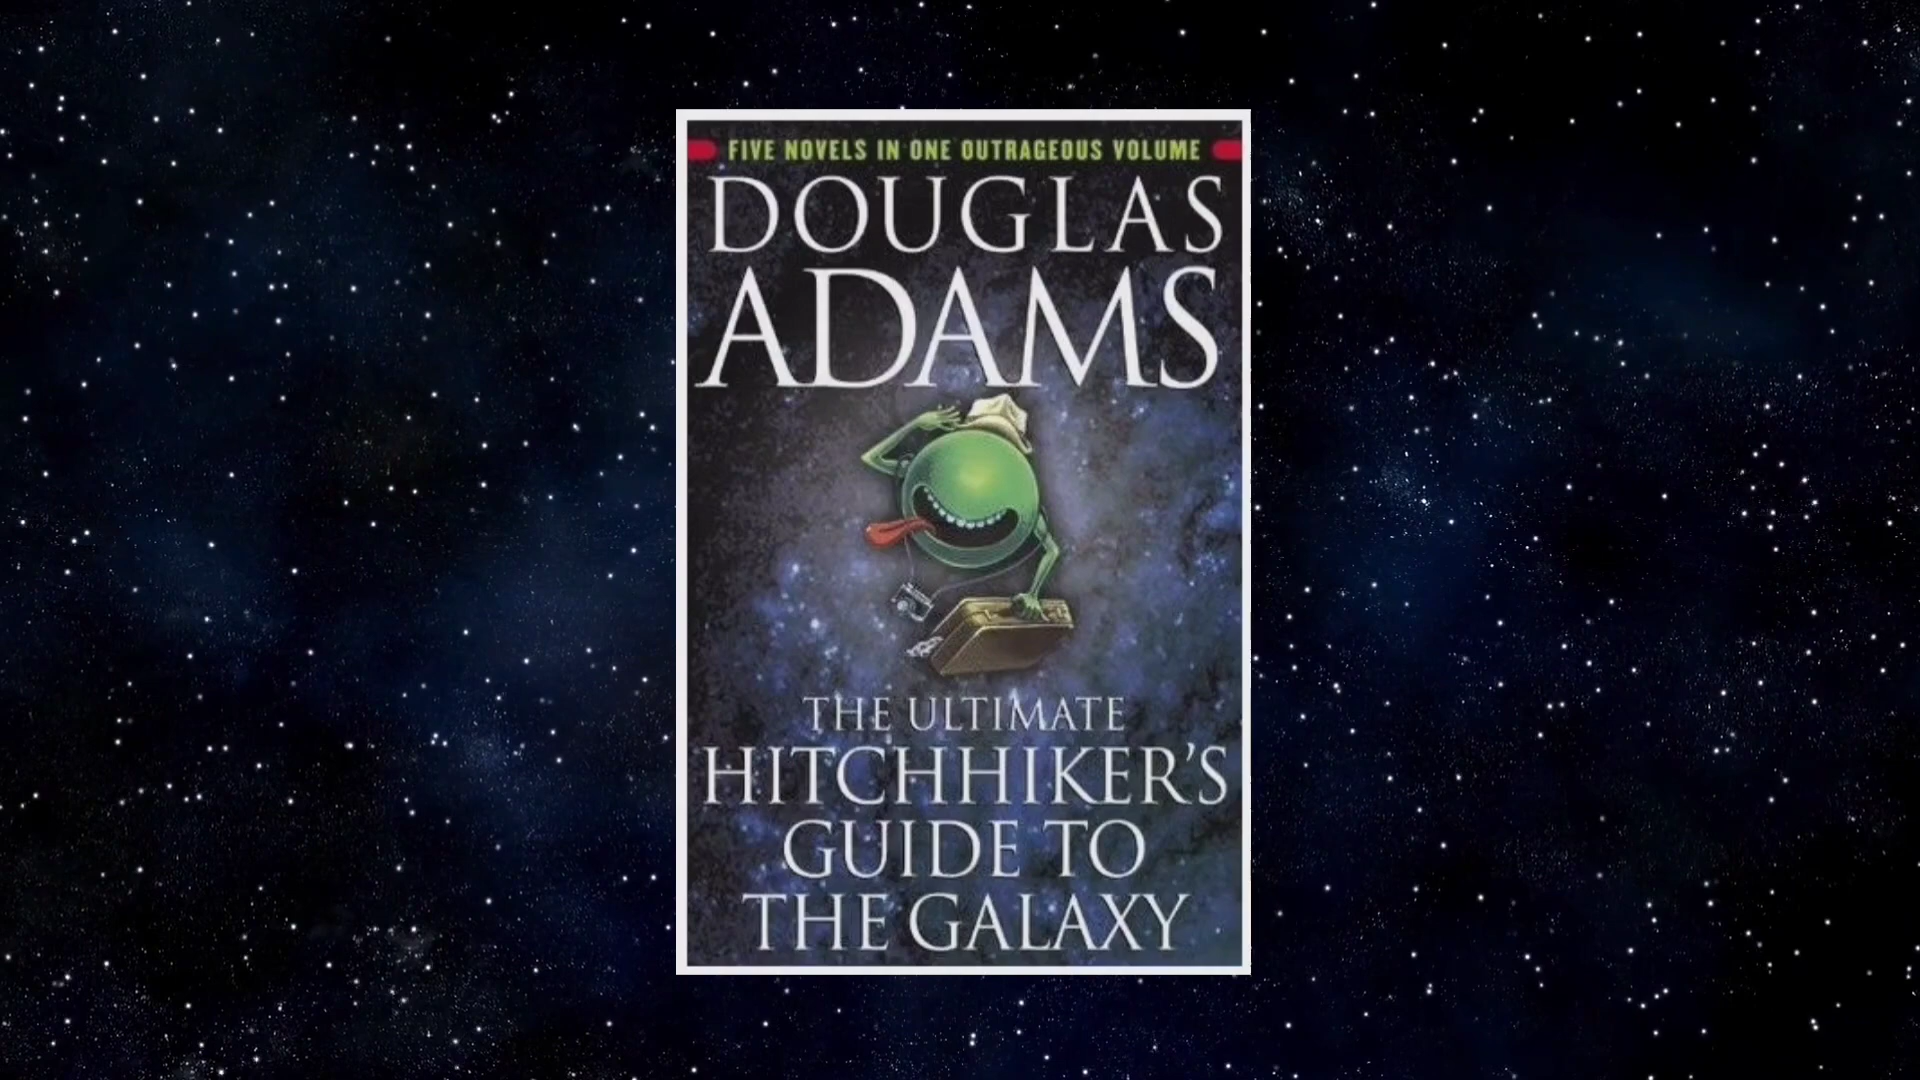 FIVE NOVELS IN ONE OUTRAGEOUS VOLUME
DOUGLAS
ADAMS
THE ULTIMATE
HITCHHIKER'S
GUIDE TO
THE GALAXY